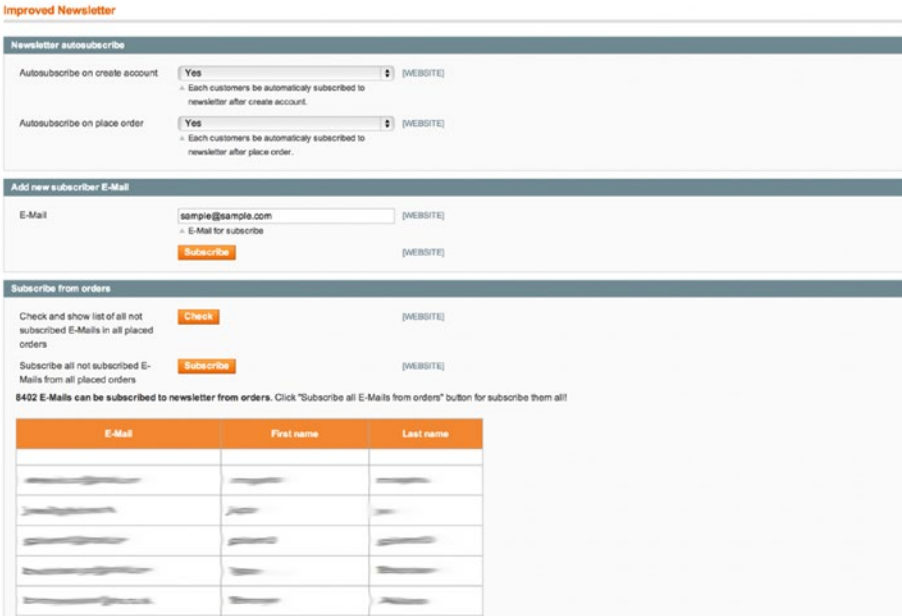 Improved Newsletter
Newsletter autosubscribe
Autosubscribe on create account Yes [WEBSITE]
Each customers be automaticaly subscribed to
newsletter after create account.
Autosubscribe on place order Yes [WEBSITE]
Each customers be automaticaly subscribed to
newsletter after place order.
Add new subscriber E-Mail
E-Mail sample@sample.com [WEBSITE]
E-Mail for subscribe
Subscribe [WEBSITE]
Subscribe from orders
Check and show list of all not Check [WEBSITE]
subscribed E-Mails in all placed
orders
Subscribe all not subscribed E- Subscribe [WEBSITE]
Mails from all placed orders
8402 E-Mails can be subscribed to newsletter from orders. Click "Subscribe all E-Mails from orders" button for subscribe them all!
E-Mail First name Last name